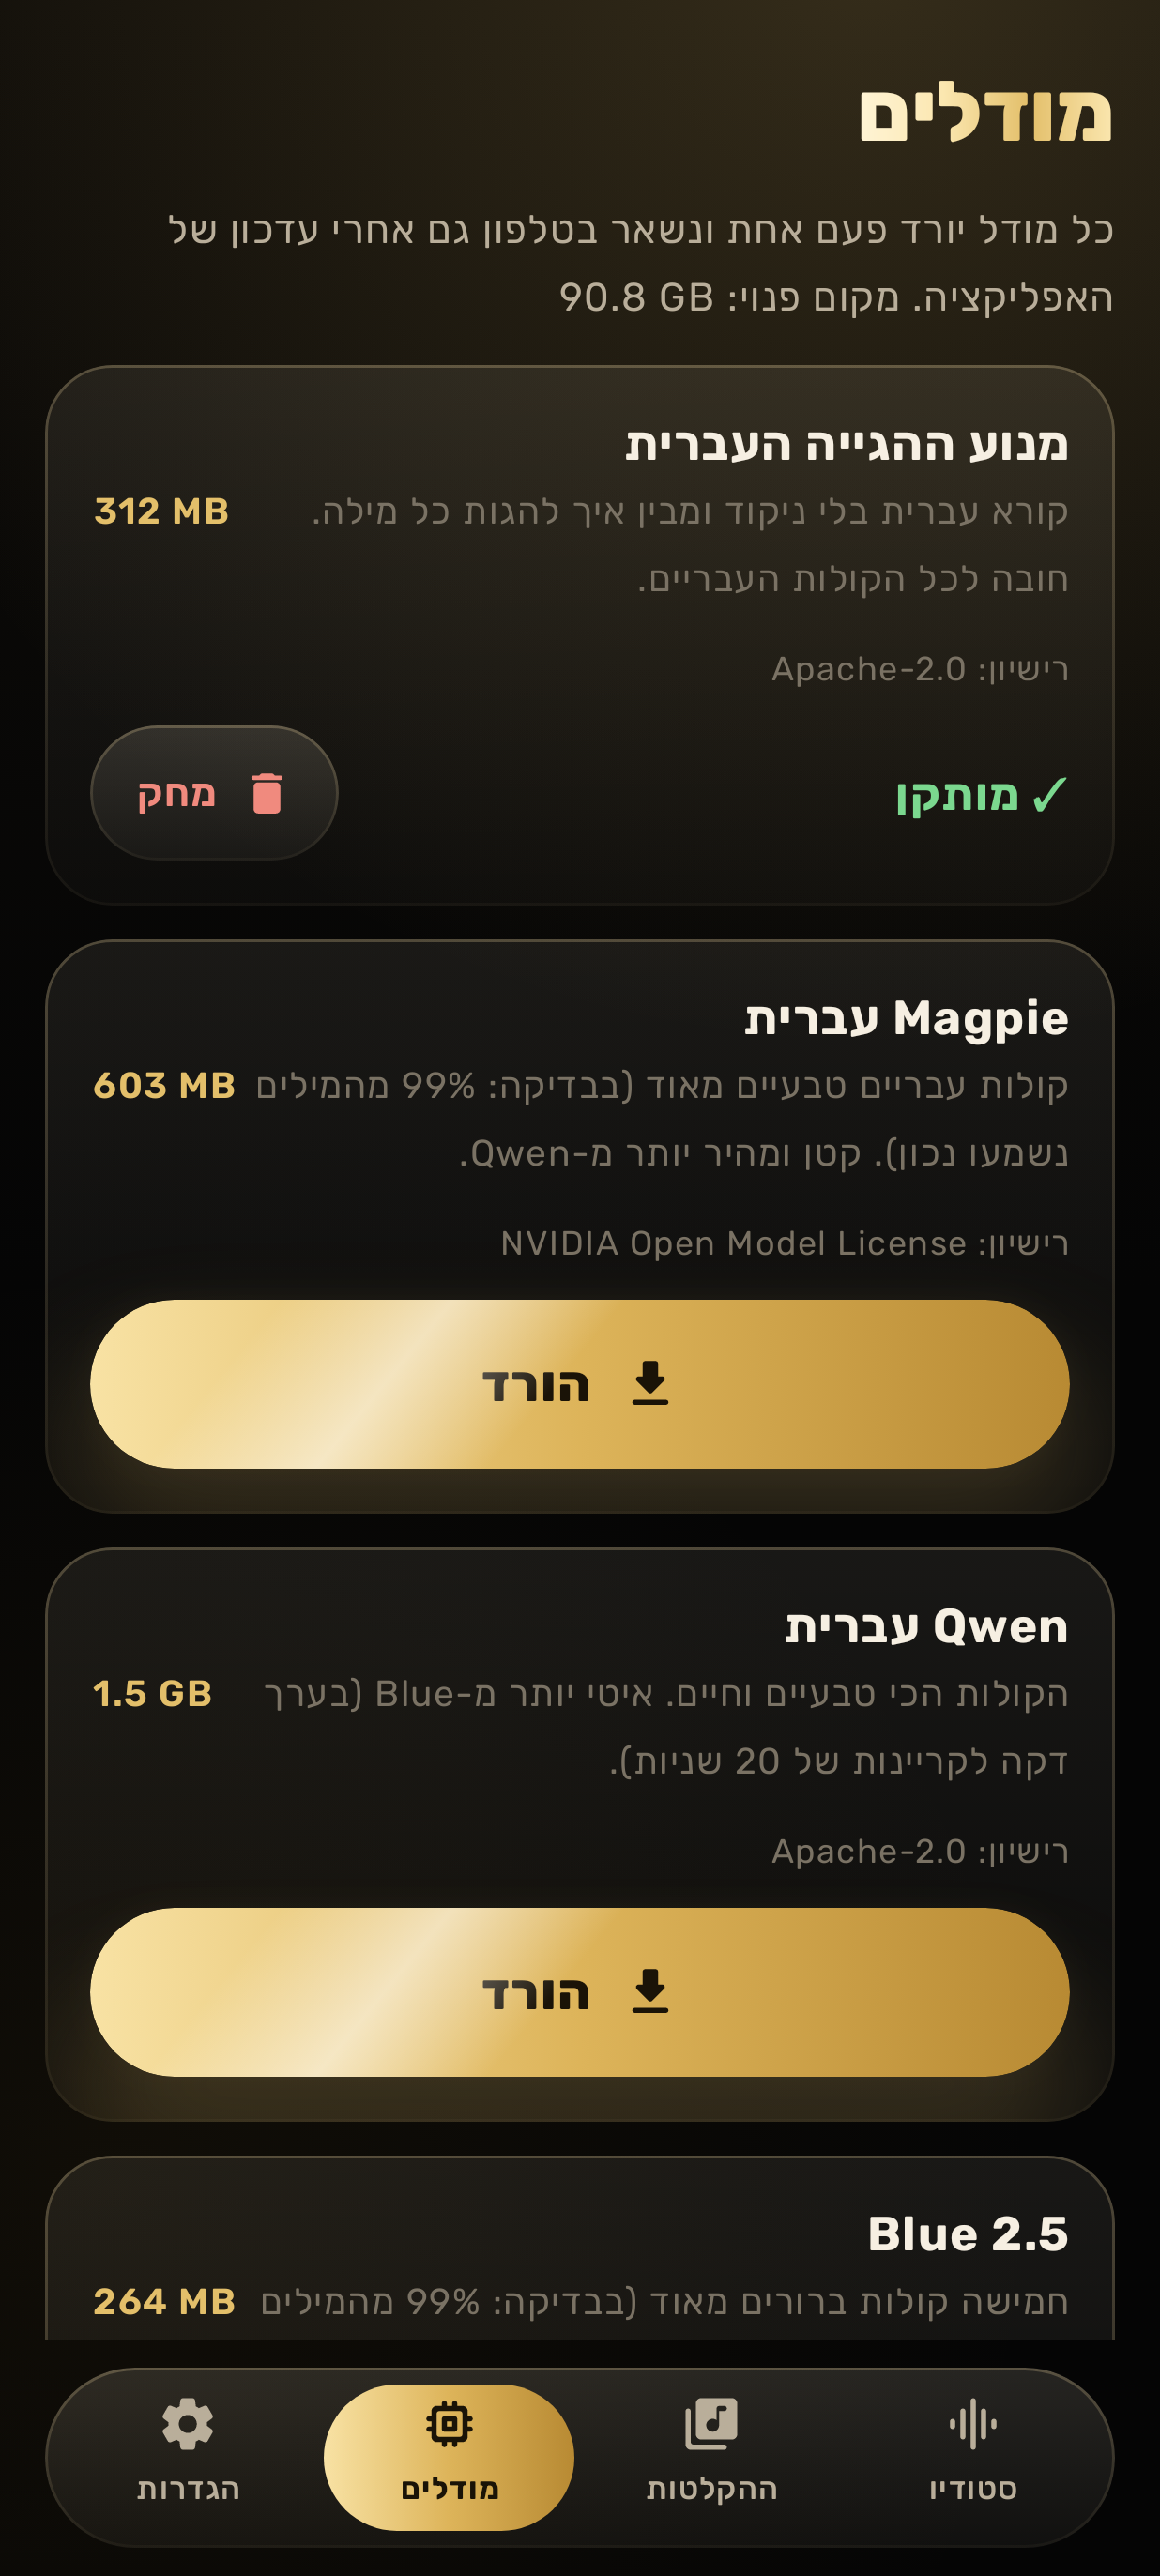 מודלים
כל מודל יורד פעם אחת ונשאר בטלפון גם אחרי עדכון של
האפליקציה. מקום פנוי: 90.8 GB
מנוע ההגייה העברית
קורא עברית בלי ניקוד ומבין איך להגות כל מילה.
312 MB
חובה לכל הקולות העבריים.
רישיון: Apache-2.0
✓ מותקן
מחק
Magpie עברית
קולות עבריים טבעיים מאוד (בבדיקה: 99% מהמילים
603 MB
נשמעו נכון). קטן ומהיר יותר מ-Qwen.
רישיון: NVIDIA Open Model License
הורד
Qwen עברית
הקולות הכי טבעיים וחיים. איטי יותר מ-Blue (בערך
1.5 GB
דקה לקריינות של 20 שניות).
רישיון: Apache-2.0
הורד
Blue 2.5
חמישה קולות ברורים מאוד (בבדיקה: 99% מהמילים
264 MB
סטודיו
ההקלטות
מודלים
הגדרות